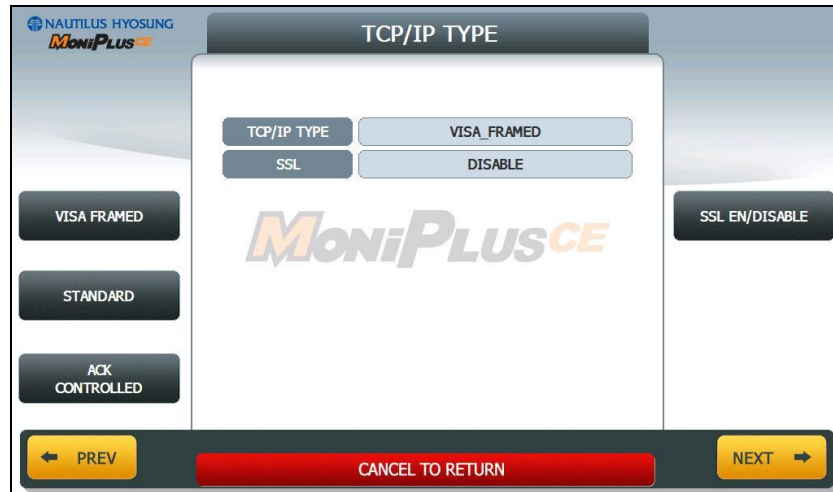 NAUTILUS HYOSUNG
MONiPLUSCE
TCP/IP TYPE
TCP/IP TYPE VISA_FRAMED
SSL DISABLE
MONiPLUSCE
VISA FRAMED
SSL EN/DISABLE
STANDARD
ACK
CONTROLLED
PREV
CANCEL TO RETURN
NEXT